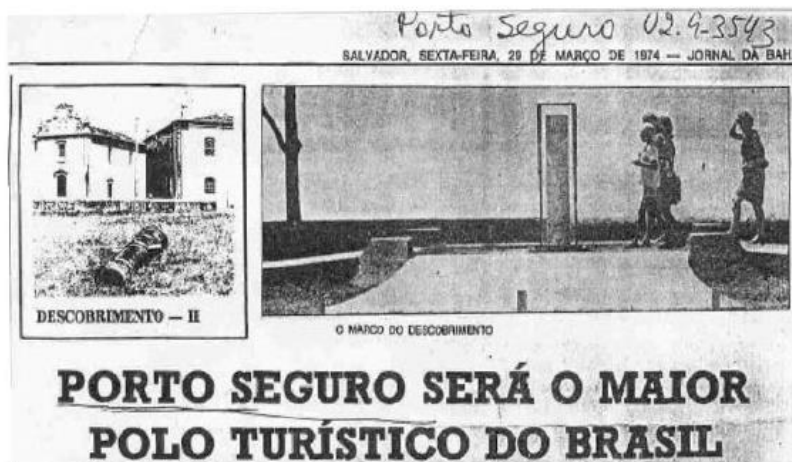 Porto Seguro 02.9-3543
SALVADOR, SEXTA-FEIRA, 29 DE MARÇO DE 1974 — JORNAL DA BAH
DESCOBRIMENTO — II
O MARCO DO DESCOBRIMENTO
PORTO SEGURO SERÁ O MAIOR
POLO TURÍSTICO DO BRASIL